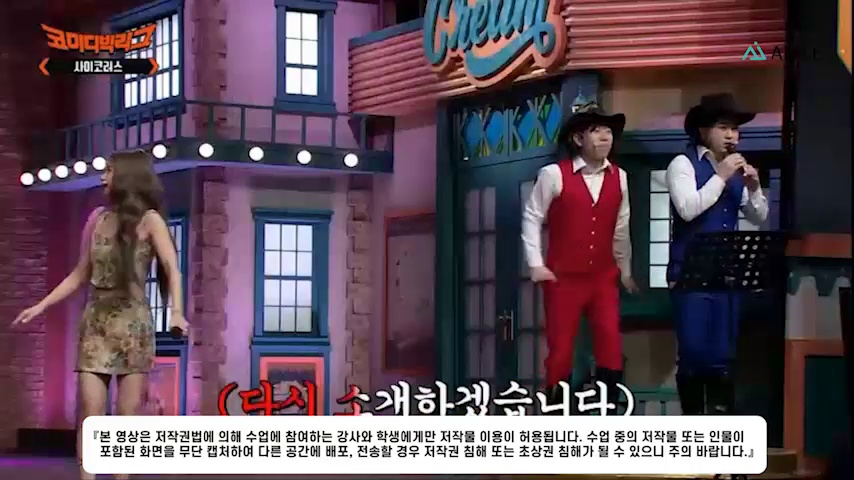 코미디빅리그
사이코러스
(다시 소개하겠습니다)
『본 영상은 저작권법에 의해 수업에 참여하는 강사와 학생에게만 저작물 이용이 허용됩니다. 수업 중의 저작물 또는 인물이
포함된 화면을 무단 캡처하여 다른 공간에 배포, 전송할 경우 저작권 침해 또는 초상권 침해가 될 수 있으니 주의 바랍니다.』